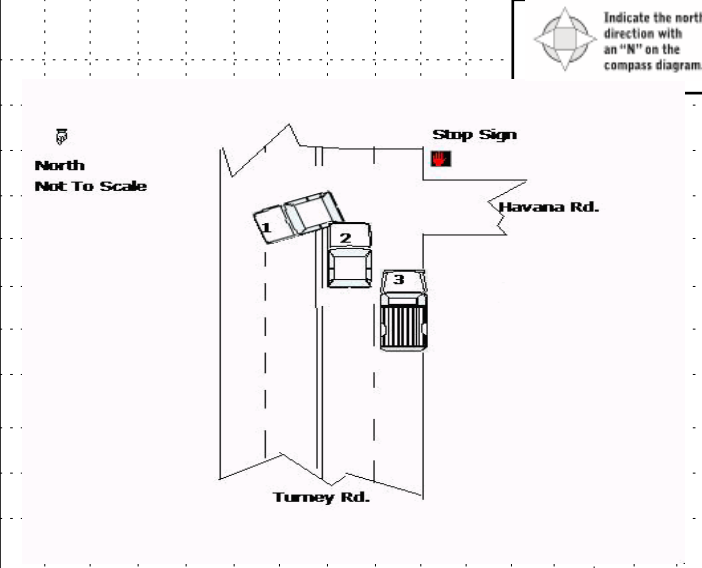 Indicate the north
direction with
an “N” on the
compass diagram.
Stop Sign
North
Not To Scale
Havana Rd.
1
2
3
Turney Rd.